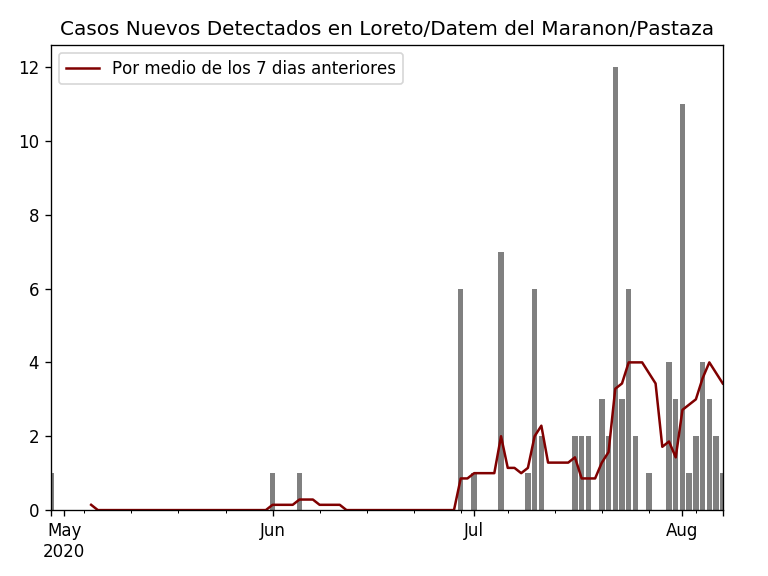 Casos Nuevos Detectados en Loreto/Datem del Maranon/Pastaza
Por medio de los 7 dias anteriores
12
10
8
6
4
2
0
May
2020
Jun
Jul
Aug